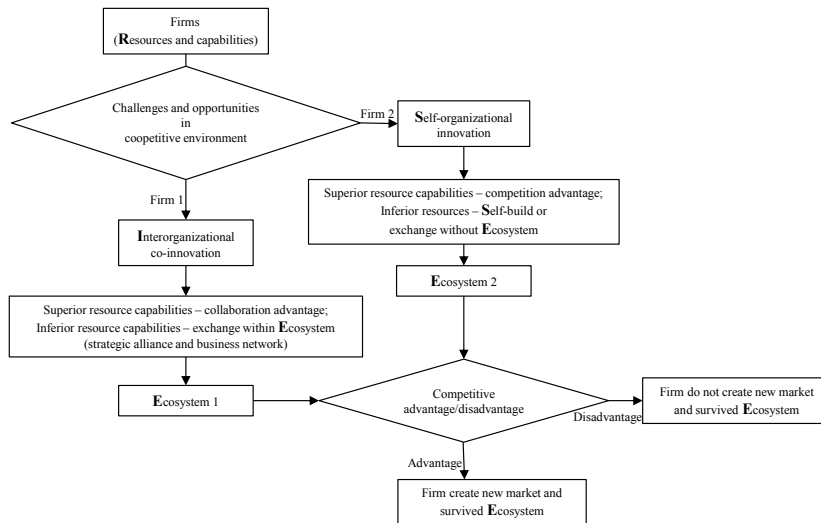 Firms
(Resources and capabilities)
Challenges and opportunities
in
coopetitive environment
Firm 2
Self-organizational
innovation
Firm 1
Superior resource capabilities – competition advantage;
Inferior resources – Self-build or
exchange without Ecosystem
Interorganizational
co-innovation
Ecosystem 2
Superior resource capabilities – collaboration advantage;
Inferior resource capabilities – exchange within Ecosystem
(strategic alliance and business network)
Ecosystem 1
Competitive
advantage/disadvantage
Disadvantage
Firm do not create new market
and survived Ecosystem
Advantage
Firm create new market and
survived Ecosystem